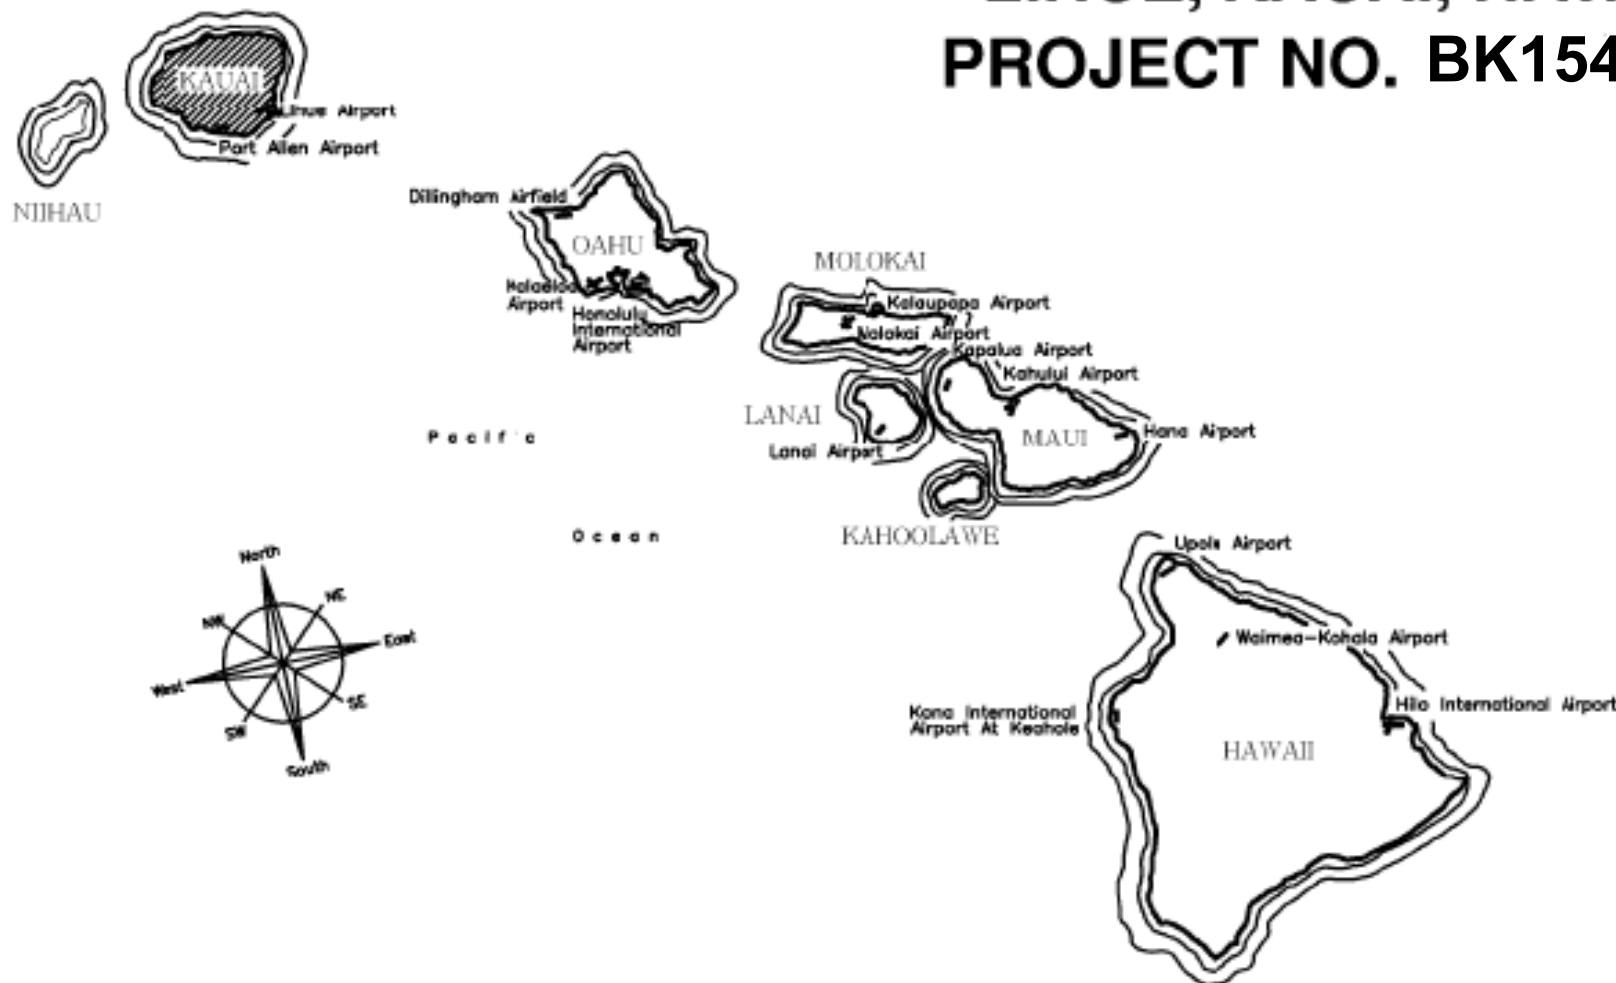 PROJECT NO. BK154
KAUAI
Lihue Airport
Port Allen Airport
NIIHAU
Dillingham Airfield
OAHU
Kalaeloa
Airport
Honolulu
International
Airport
MOLOKAI
Kalaupapa Airport
Molokai Airport
Kapalua Airport
Kahului Airport
LANAI
Lanai Airport
MAUI
Hana Airport
KAHOOLAWE
Pacific
Ocean
North
NE
East
SE
South
SW
West
NW
Upolu Airport
Waimea-Kohala Airport
Kona International
Airport At Keahole
Hilo International Airport
HAWAII